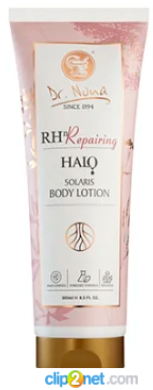 Dr. Nona
SINCE 1994
RH® Repairing
HALO
SOLARIS
BODY LOTION
clip2net.com